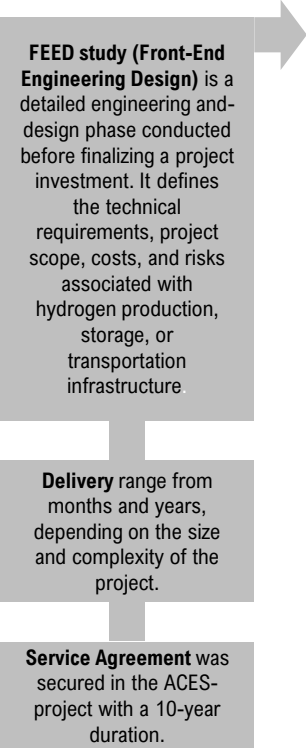 FEED study (Front-End
Engineering Design) is a
detailed engineering and-
design phase conducted
before finalizing a project
investment. It defines
the technical
requirements, project
scope, costs, and risks
associated with
hydrogen production,
storage, or
transportation
infrastructure.
Delivery range from
months and years,
depending on the size
and complexity of the
project.
Service Agreement was
secured in the ACES-
project with a 10-year
duration.